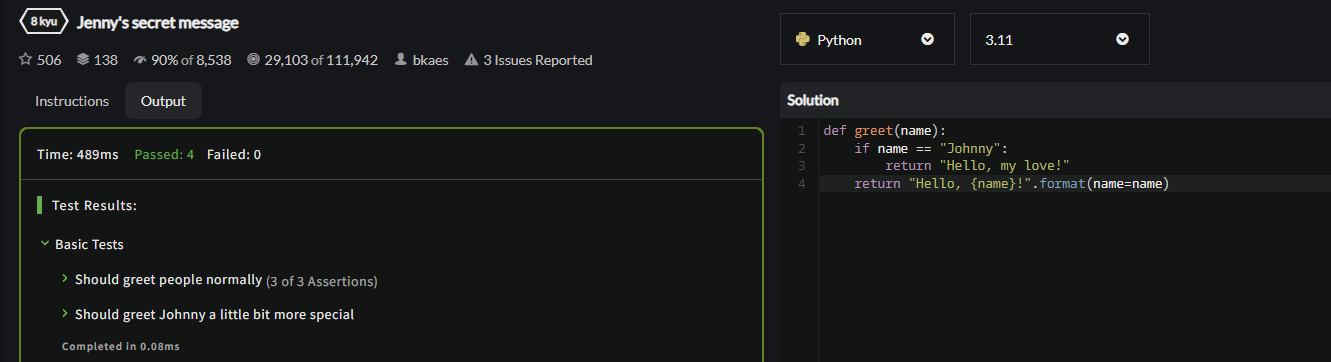 8 kyu Jenny's secret message
506 138 90% of 8,538 29,103 of 111,942 bkaes 3 Issues Reported
Instructions Output
Time: 489ms Passed: 4 Failed: 0
Test Results:
Basic Tests
Should greet people normally (3 of 3 Assertions)
Should greet Johnny a little bit more special
Completed in 0.08ms
Python 3.11
Solution
1 def greet(name):
2     if name == "Johnny":
3         return "Hello, my love!"
4     return "Hello, {name}!".format(name=name)